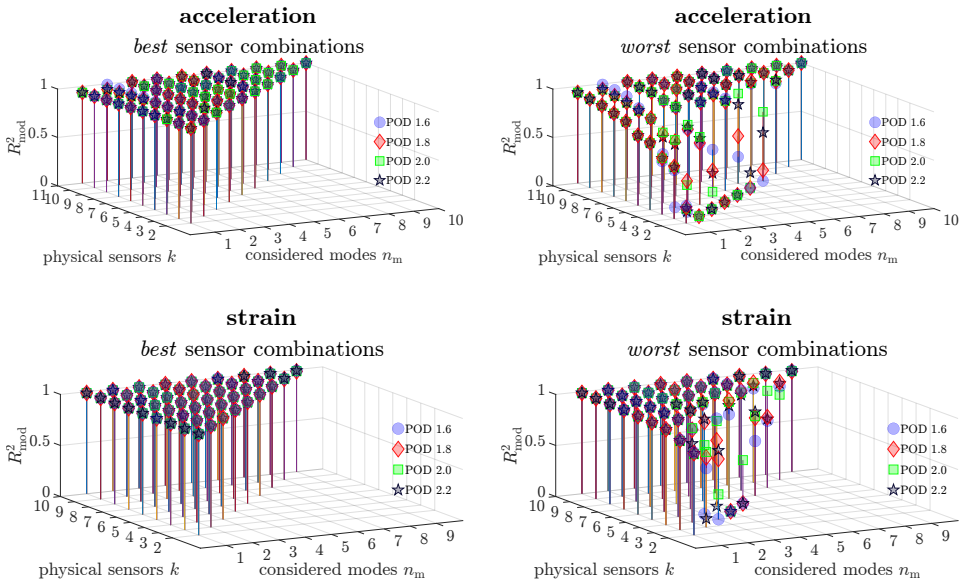 acceleration
best sensor combinations
1
0.5
0
R²mod
11
10
9
8
7
6
5
4
3
2
physical sensors k
1
2
3
4
5
6
7
8
9
10
considered modes nm
POD 1.6
POD 1.8
POD 2.0
POD 2.2
acceleration
worst sensor combinations
1
0.5
0
R²mod
11
10
9
8
7
6
5
4
3
2
physical sensors k
1
2
3
4
5
6
7
8
9
10
considered modes nm
POD 1.6
POD 1.8
POD 2.0
POD 2.2
strain
best sensor combinations
1
0.5
0
R²mod
10
9
8
7
6
5
4
3
2
physical sensors k
1
2
3
4
5
6
7
8
9
considered modes nm
POD 1.6
POD 1.8
POD 2.0
POD 2.2
strain
worst sensor combinations
1
0.5
0
R²mod
10
9
8
7
6
5
4
3
2
physical sensors k
1
2
3
4
5
6
7
8
9
considered modes nm
POD 1.6
POD 1.8
POD 2.0
POD 2.2